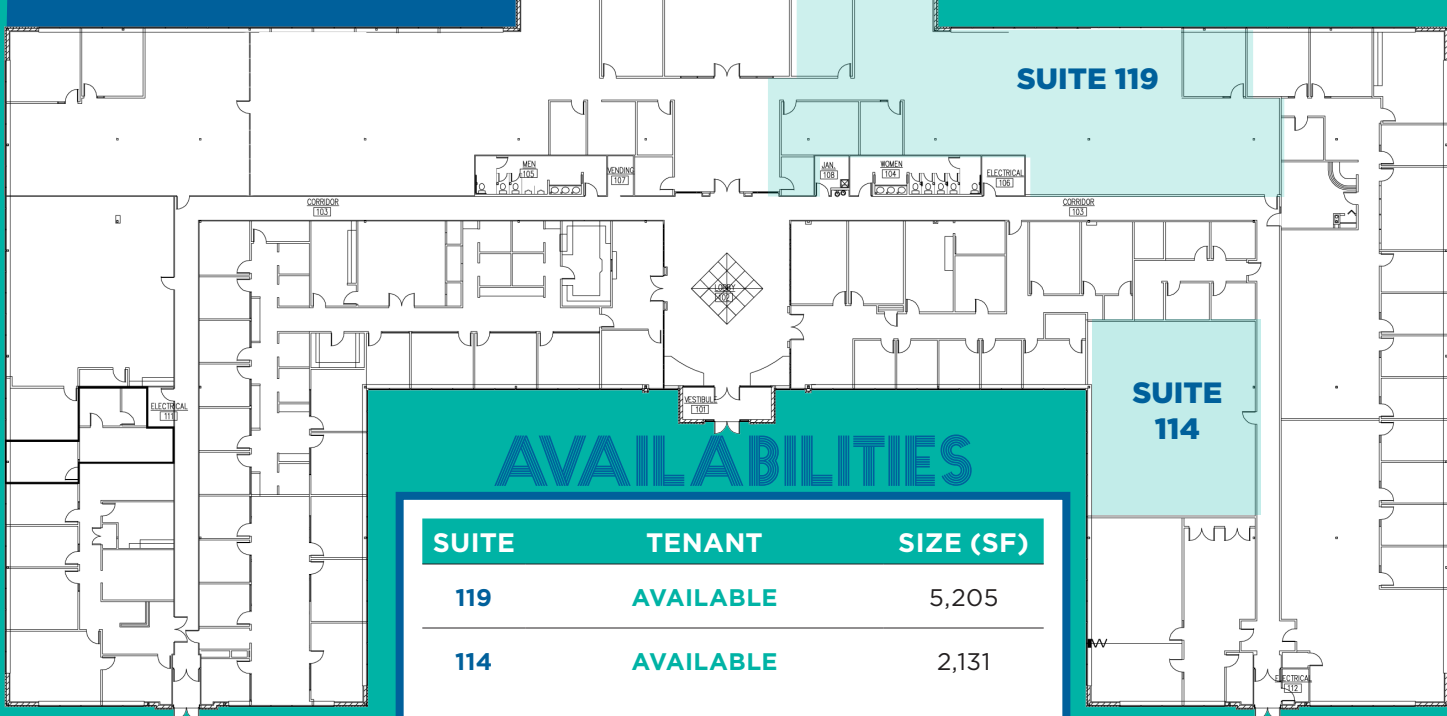 SUITE 119
MEN
105
VENDING
107
JAN.
108
WOMEN
104
ELECTRICAL
106
CORRIDOR
103
CORRIDOR
103
LOBBY
102
SUITE
114
ELECTRICAL
111
VESTIBULE
101
AVAILABILITIES
SUITE TENANT SIZE (SF)
119 AVAILABLE 5,205
114 AVAILABLE 2,131
ELECTRICAL
112